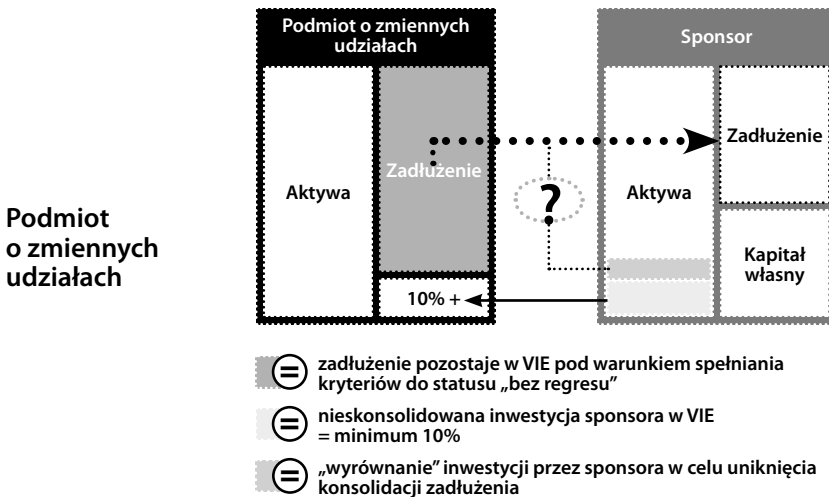 Podmiot o zmiennych
udziałach
Sponsor
Aktywa
Zadłużenie
Aktywa
Zadłużenie
?
Kapitał
własny
10% +
Podmiot
o zmiennych
udziałach
= zadłużenie pozostaje w VIE pod warunkiem spełniania
kryteriów do statusu „bez regresu”
= nieskonsolidowana inwestycja sponsora w VIE
= minimum 10%
= „wyrównanie” inwestycji przez sponsora w celu uniknięcia
konsolidacji zadłużenia